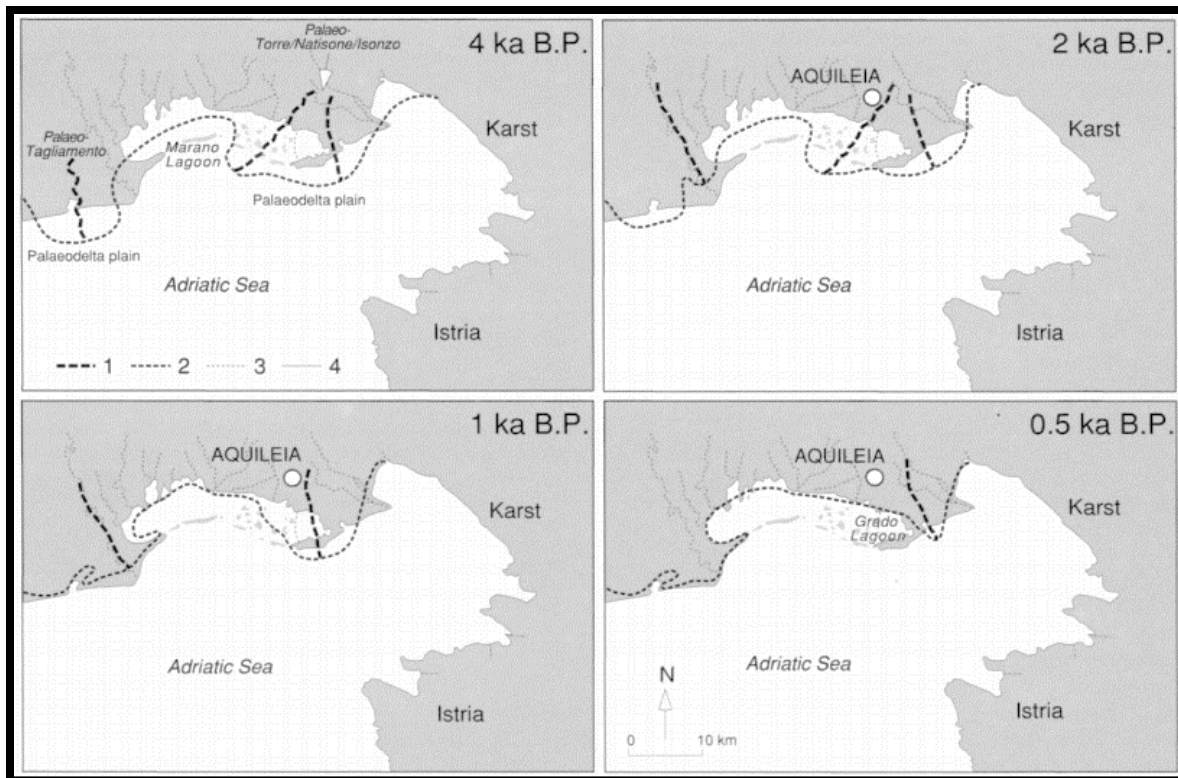 Palaeo-
Torre/Natisone/Isonzo
4 ka B.P.
Palaeo-
Tagliamento
Marano
Lagoon
Karst
Palaeodelta plain
Palaeodelta plain
Adriatic Sea
Istria
1 2 3 4
2 ka B.P.
AQUILEIA
Karst
Adriatic Sea
Istria
1 ka B.P.
AQUILEIA
Karst
Adriatic Sea
Istria
0.5 ka B.P.
AQUILEIA
Karst
Grado
Lagoon
Adriatic Sea
N
Istria
0 10 km